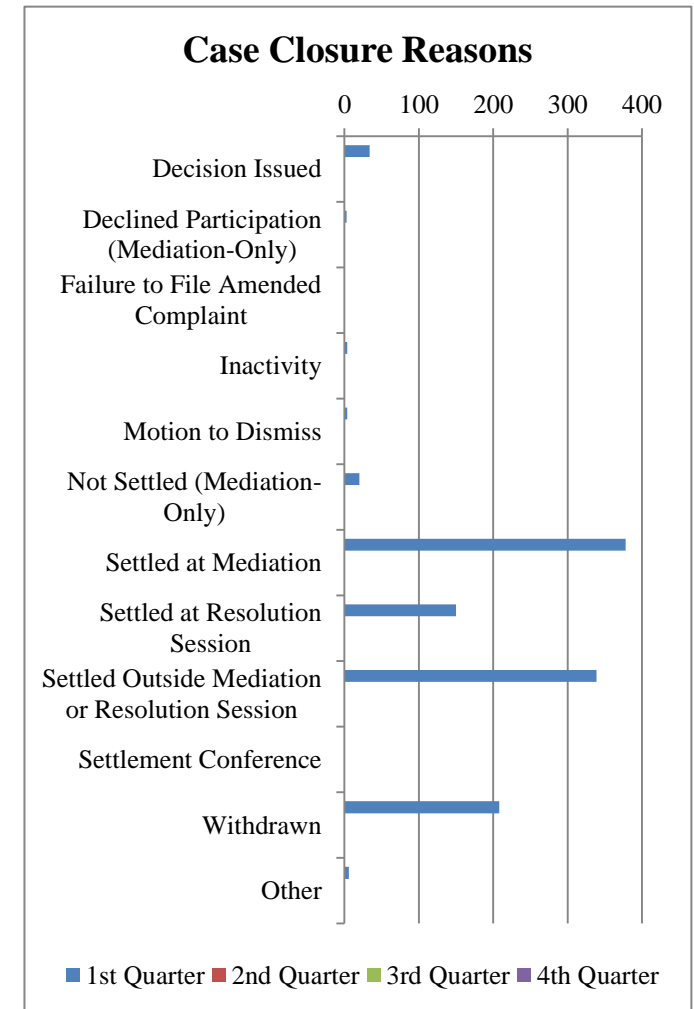 Case Closure Reasons
0 100 200 300 400
Decision Issued
Declined Participation
(Mediation-Only)
Failure to File Amended
Complaint
Inactivity
Motion to Dismiss
Not Settled (Mediation-
Only)
Settled at Mediation
Settled at Resolution
Session
Settled Outside Mediation
or Resolution Session
Settlement Conference
Withdrawn
Other
1st Quarter 2nd Quarter 3rd Quarter 4th Quarter